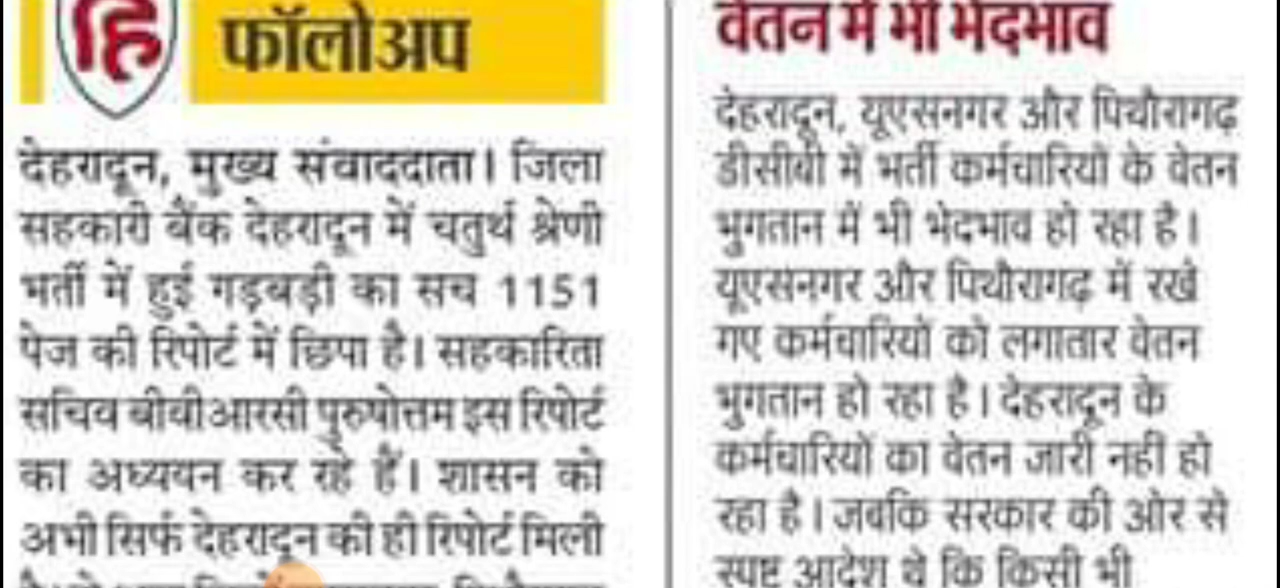 हि
फॉलोअप
देहरादून, मुख्य संवाददाता। जिला
सहकारी बैंक देहरादून में चतुर्थ श्रेणी
भर्ती में हुई गड़बड़ी का सच 1151
पेज की रिपोर्ट में छिपा है। सहकारिता
सचिव बीवीआरसी पुरुषोत्तम इस रिपोर्ट
का अध्ययन कर रहे हैं। शासन को
अभी सिर्फ देहरादून की ही रिपोर्ट मिली
वेतन में भी भेदभाव
देहरादून, यूएसनगर और पिथौरागढ़
डीसीबी में भर्ती कर्मचारियों के वेतन
भुगतान में भी भेदभाव हो रहा है।
यूएसनगर और पिथौरागढ़ में रखे
गए कर्मचारियों को लगातार वेतन
भुगतान हो रहा है। देहरादून के
कर्मचारियों का वेतन जारी नहीं हो
रहा है। जबकि सरकार की ओर से
स्पष्ट आदेश थे कि किसी भी